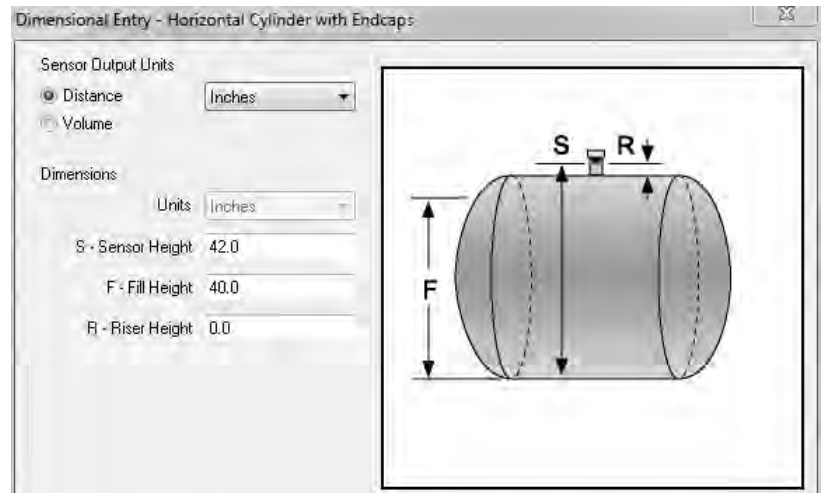 Dimensional Entry - Horizontal Cylinder with Endcaps
Sensor Output Units
Distance Inches
Volume
Dimensions
Units Inches
S - Sensor Height 42.0
F - Fill Height 40.0
R - Riser Height 0.0
S R
F